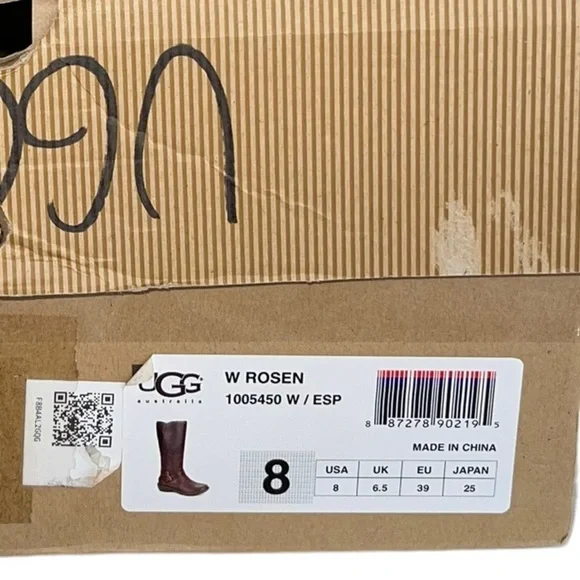 UGG
australia
W ROSEN
1005450 W / ESP
8 87278 90219 5
MADE IN CHINA
8
USA UK EU JAPAN
8 6.5 39 25